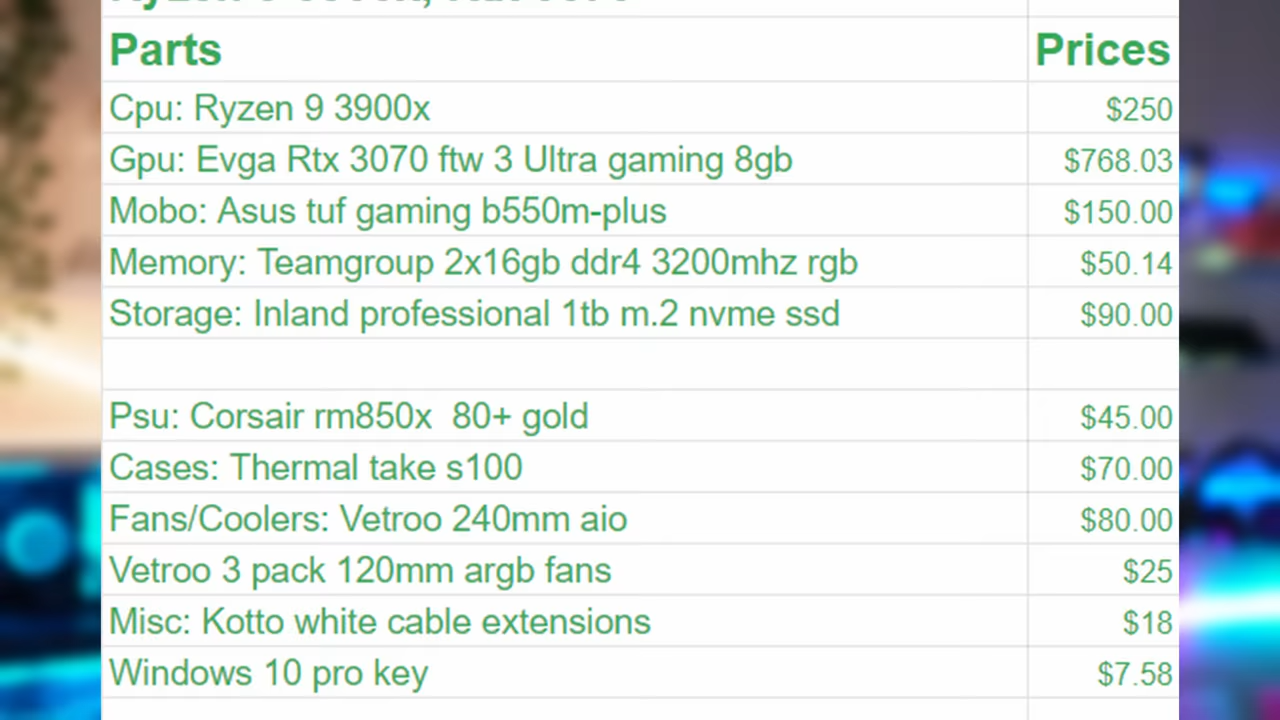 Parts Prices
Cpu: Ryzen 9 3900x $250
Gpu: Evga Rtx 3070 ftw 3 Ultra gaming 8gb $768.03
Mobo: Asus tuf gaming b550m-plus $150.00
Memory: Teamgroup 2x16gb ddr4 3200mhz rgb $50.14
Storage: Inland professional 1tb m.2 nvme ssd $90.00
Psu: Corsair rm850x  80+ gold $45.00
Cases: Thermal take s100 $70.00
Fans/Coolers: Vetroo 240mm aio $80.00
Vetroo 3 pack 120mm argb fans $25
Misc: Kotto white cable extensions $18
Windows 10 pro key $7.58